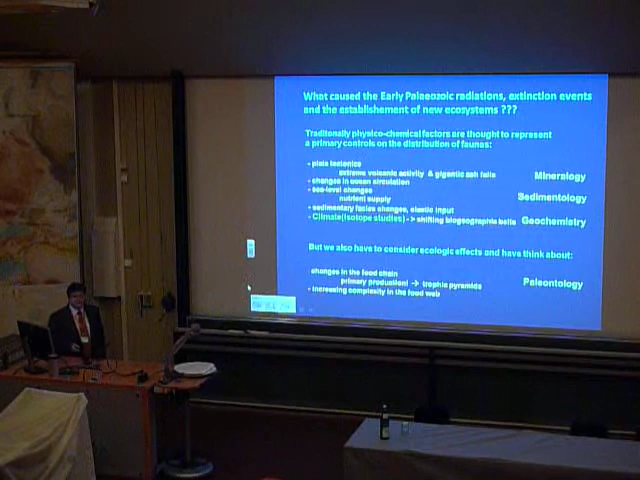 What caused the Early Palaeozoic radiations, extinction events
and the establishement of new ecosystems ???
Traditionally physico-chemical factors are thought to represent
a primary controls on the distribution of faunas:
- plate tectonics
extreme volcanic activity & gigantic ash falls
Mineralogy
- changes in ocean circulation
- sea-level changes
nutrient supply
Sedimentology
- sedimentary facies changes, clastic input
- Climate(isotope studies) -> shifting biogeographic belts
Geochemistry
But we also have to consider ecologic effects and have think about:
changes in the food chain
primary production! -> trophic pyramids
Paleontology
- increasing complexity in the food web